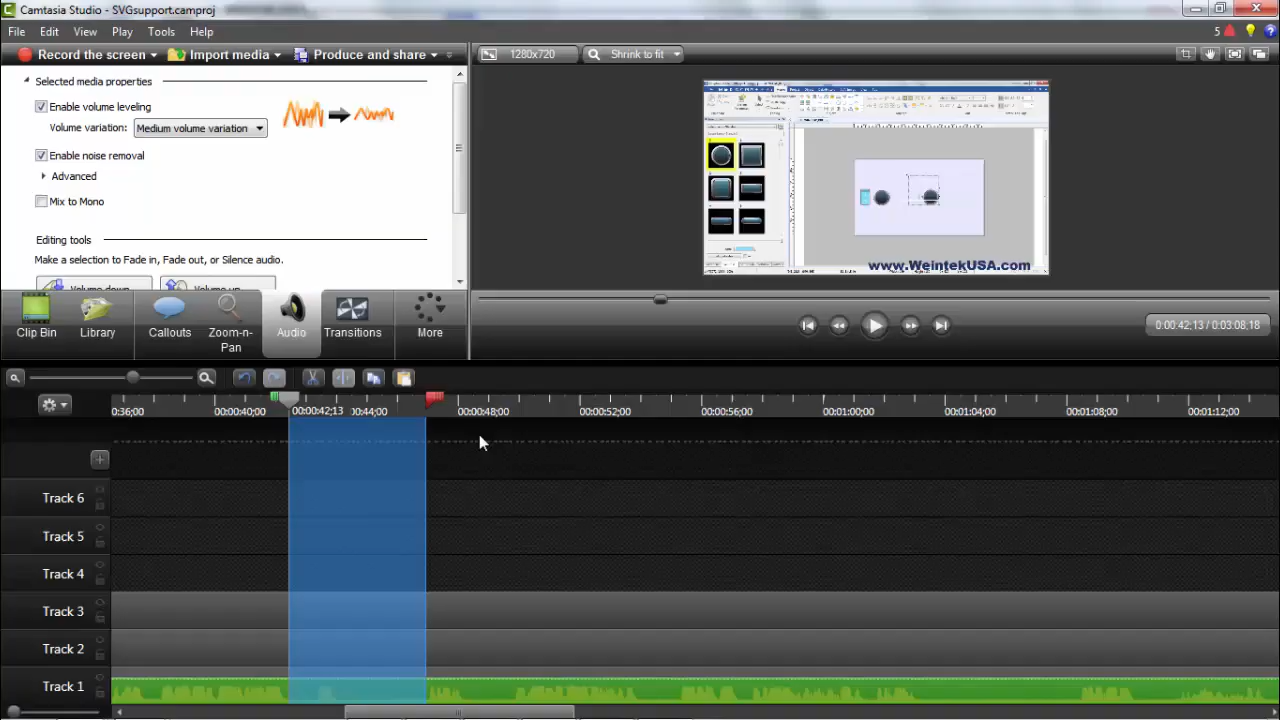 Camtasia Studio - SVGsupport.camproj
File Edit View Play Tools Help
5
Record the screen Import media Produce and share
1280x720 Shrink to fit
Selected media properties
Enable volume leveling
Volume variation: Medium volume variation
Enable noise removal
Advanced
Mix to Mono
Editing tools
Make a selection to Fade in, Fade out, or Silence audio.
Volume down Volume up
www.WeintekUSA.com
Clip Bin Library Callouts Zoom-n-Pan Audio Transitions More
0:00:42;13 / 0:03:08;18
0:36;00 00:00:40;00 00:00:42;13 00:44;00 00:00:48;00 00:00:52;00 00:00:56;00 00:01:00;00 00:01:04;00 00:01:08;00 00:01:12;00
Track 6
Track 5
Track 4
Track 3
Track 2
Track 1